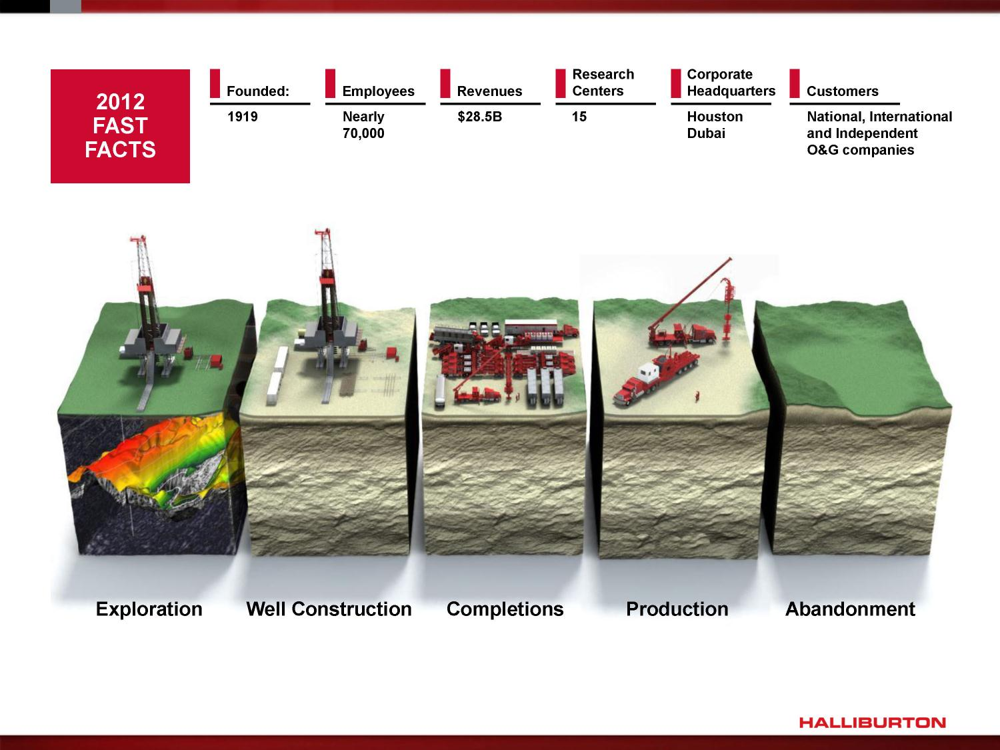 2012
FAST
FACTS
Founded:
1919
Employees
Nearly
70,000
Revenues
$28.5B
Research
Centers
15
Corporate
Headquarters
Houston
Dubai
Customers
National, International
and Independent
O&G companies
Exploration
Well Construction
Completions
Production
Abandonment
HALLIBURTON